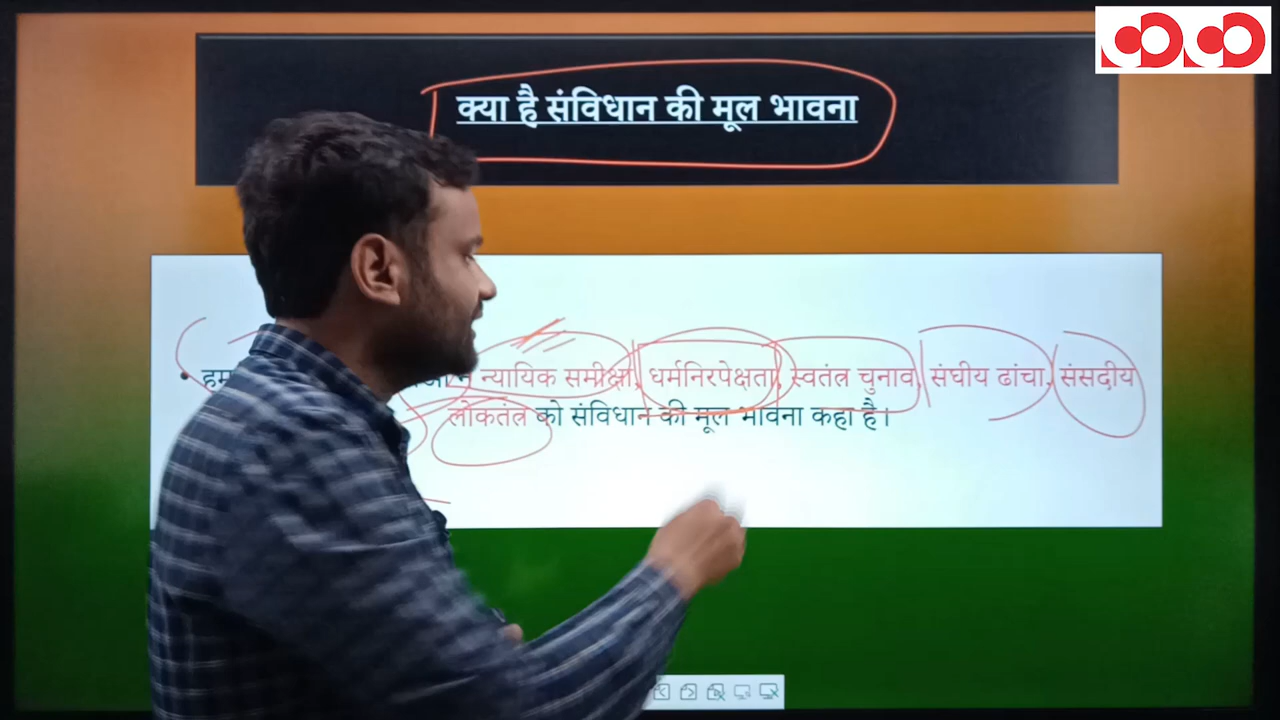 क्या है संविधान की मूल भावना
न्यायिक समीक्षा, धर्मनिरपेक्षता, स्वतंत्र चुनाव, संघीय ढांचा, संसदीय
लोकतंत्र को संविधान की मूल भावना कहा है।